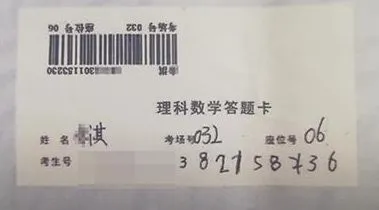 考场号 032 座位号 06
301153230
理科数学答题卡
姓 名 淇 考场号 032 座位号 06
考生号 382158736